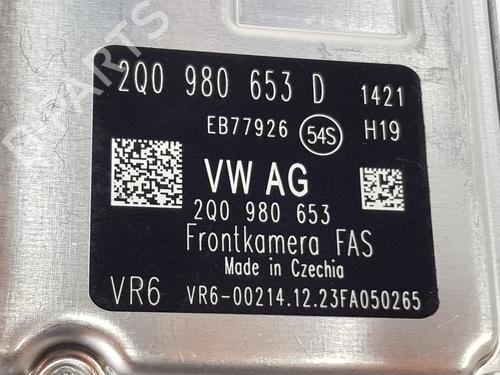 2Q0 980 653 D 1421
EB77926 54S H19
VW AG
2Q0 980 653
Frontkamera FAS
Made in Czechia
VR6 VR6-00214.12.23FA050265